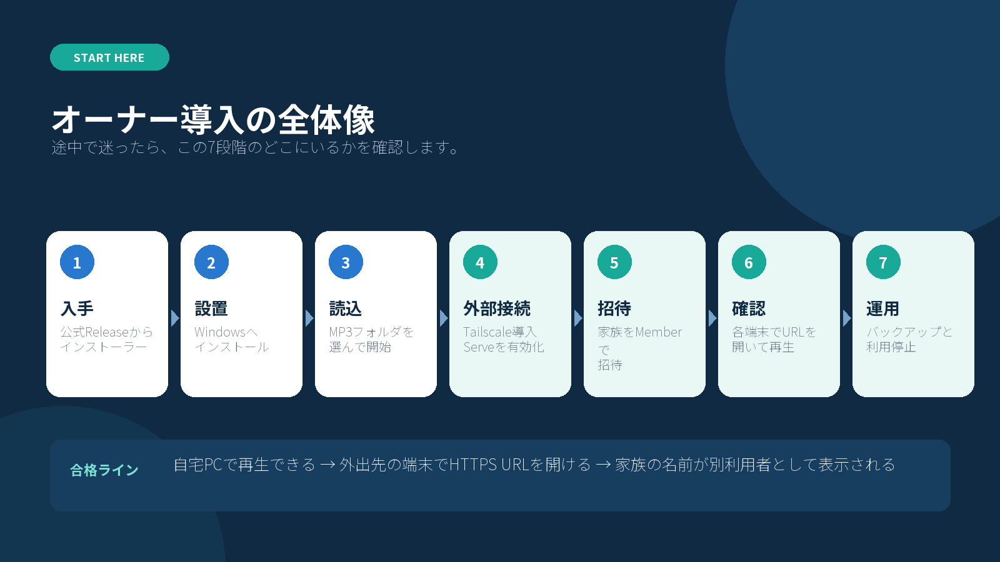 START HERE
オーナー導入の全体像
途中で迷ったら、この7段階のどこにいるかを確認します。
1
入手
公式Releaseから
インストーラー
2
設置
Windowsへ
インストール
3
読込
MP3フォルダを
選んで開始
4
外部接続
Tailscale導入
Serveを有効化
5
招待
家族をMember
で
招待
6
確認
各端末でURLを
開いて再生
7
運用
バックアップと
利用停止
合格ライン
自宅PCで再生できる → 外出先の端末でHTTPS URLを開ける → 家族の名前が別利用者として表示される